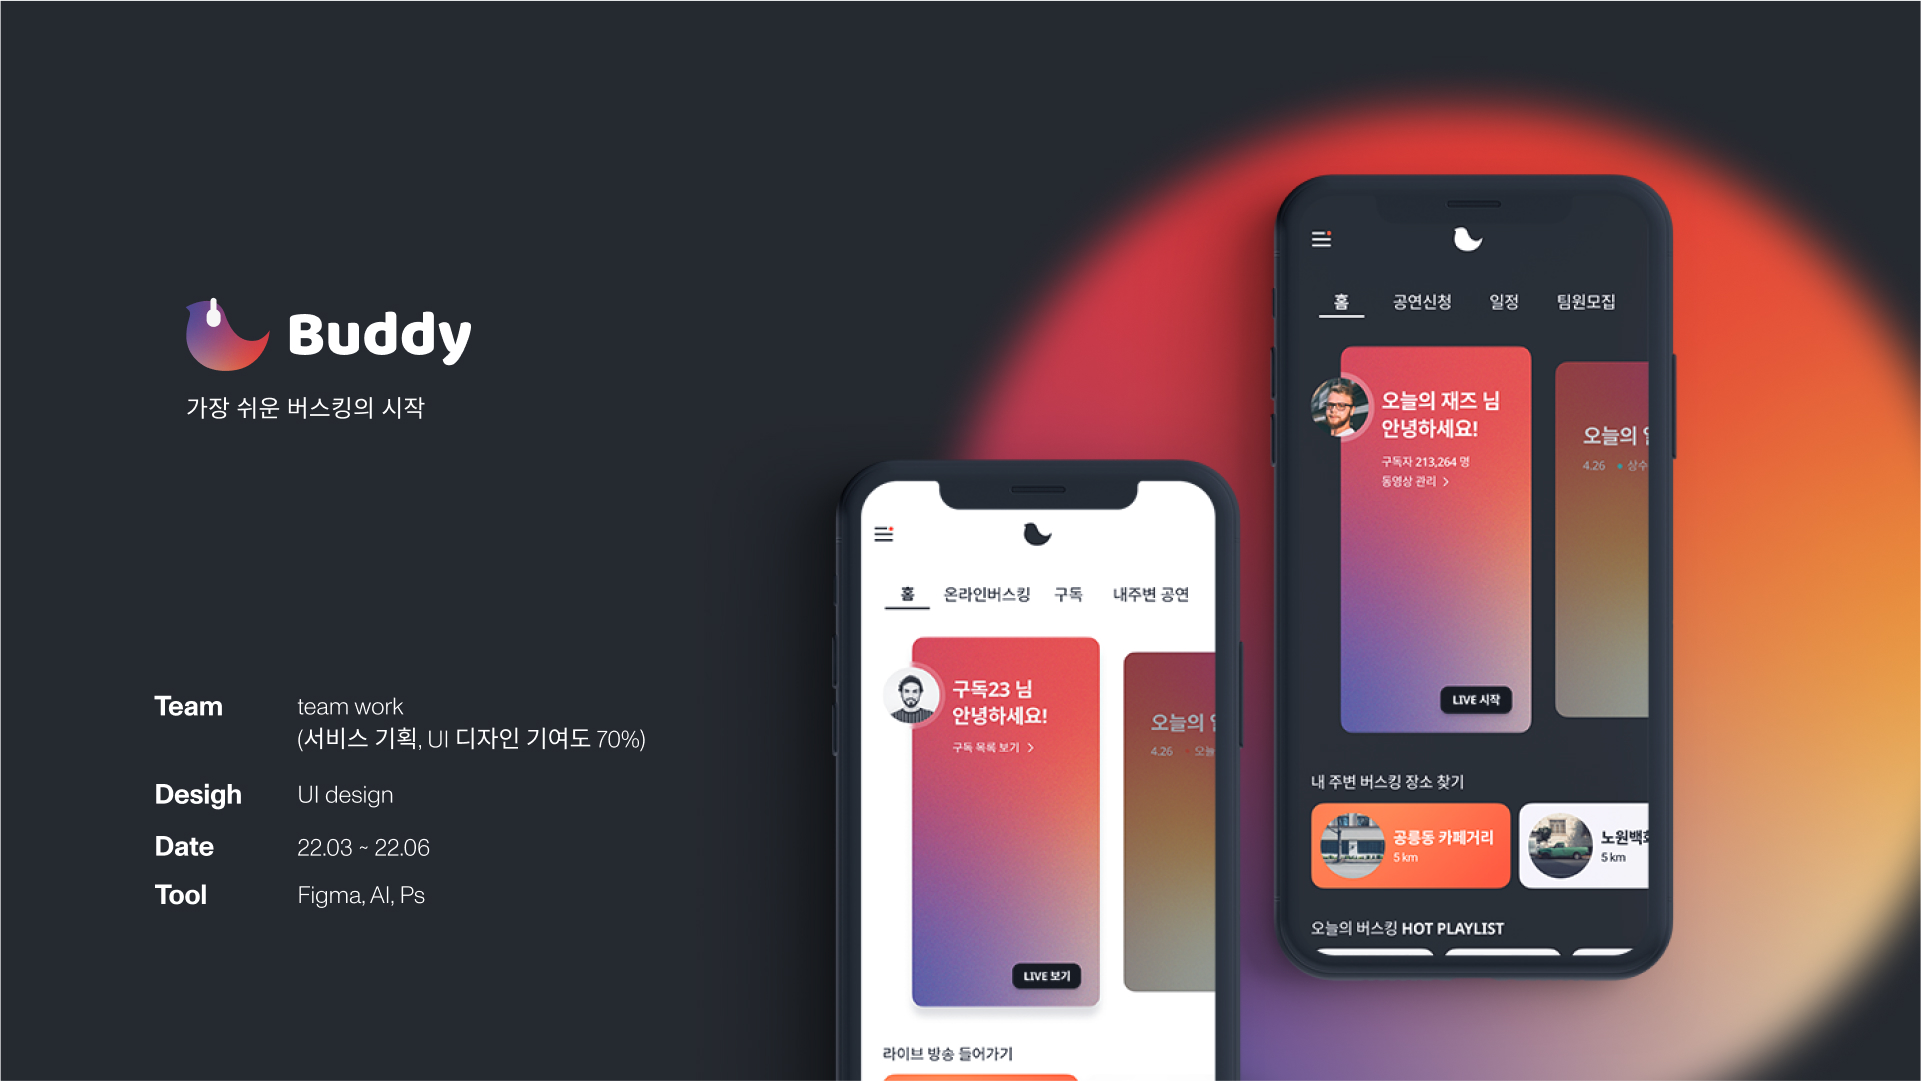 Buddy
가장 쉬운 버스킹의 시작
Team
team work
(서비스 기획, UI 디자인 기여도 70%)
Desigh
UI design
Date
22.03 ~ 22.06
Tool
Figma, AI, Ps
홈 온라인버스킹 구독 내주변 공연
구독23 님
안녕하세요!
구독 목록 보기 >
LIVE 보기
오늘의
4.26 오늘
라이브 방송 들어가기
홈 공연신청 일정 팀원모집
오늘의 재즈 님
안녕하세요!
구독자 213,264 명
동영상 관리 >
LIVE 시작
오늘의
4.26 • 상수
내 주변 버스킹 장소 찾기
공릉동 카페거리
5 km
노원백화
5 km
오늘의 버스킹 HOT PLAYLIST